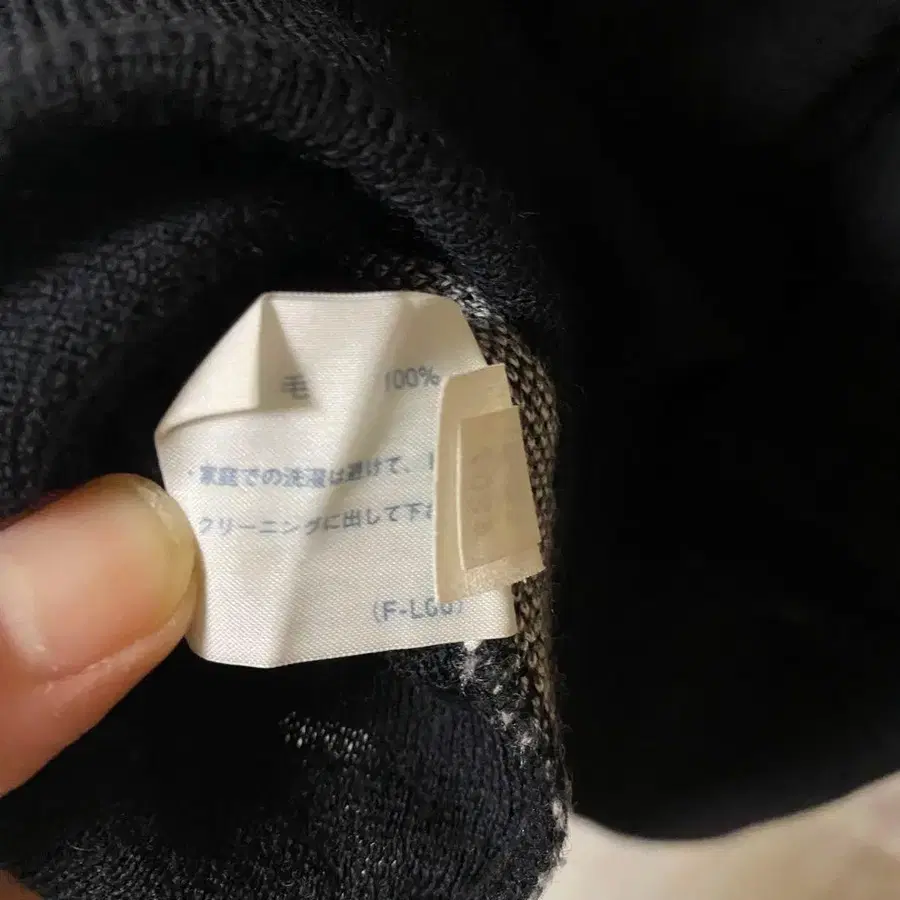 毛 100%
・家庭での洗濯は避けて、
クリーニングに出して下